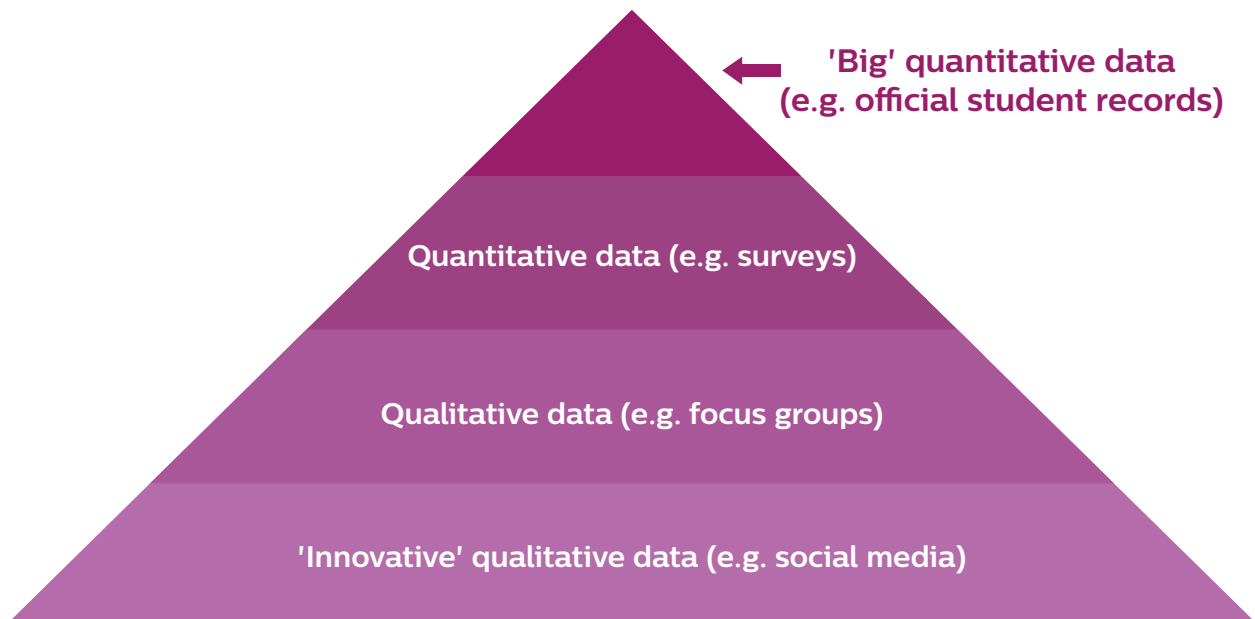 'Big' quantitative data
(e.g. official student records)
Quantitative data (e.g. surveys)
Qualitative data (e.g. focus groups)
'Innovative' qualitative data (e.g. social media)